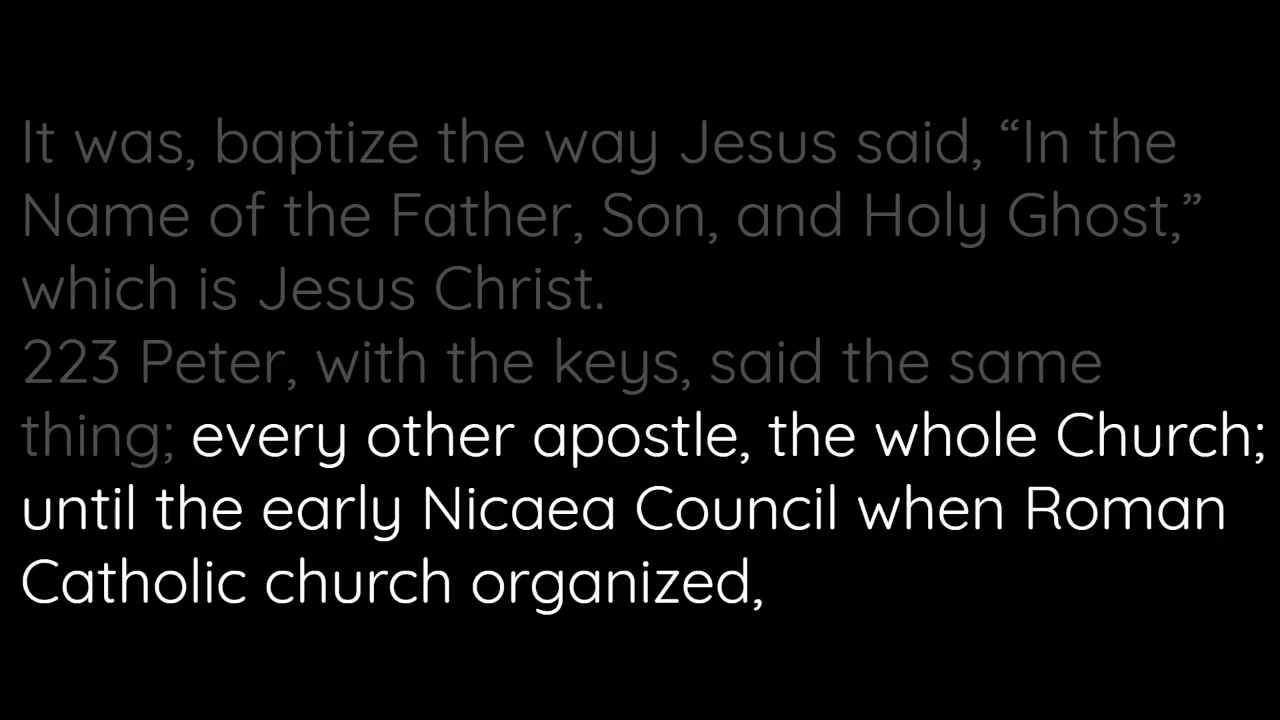 It was, baptize the way Jesus said, “In the
Name of the Father, Son, and Holy Ghost,”
which is Jesus Christ.
223 Peter, with the keys, said the same
thing; every other apostle, the whole Church;
until the early Nicaea Council when Roman
Catholic church organized,